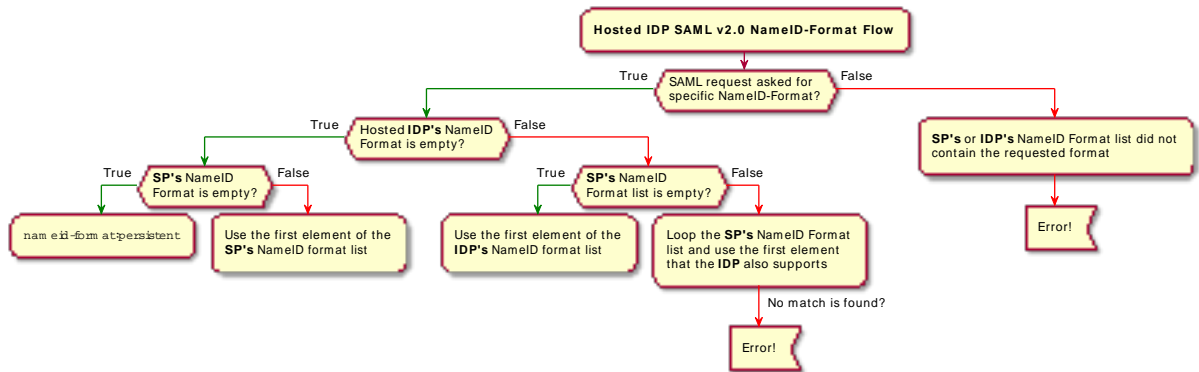 Hosted IDP SAML v2.0 NameID-Format Flow
True
SAML request asked for
specific NameID-Format?
False
True
Hosted IDP's NameID
Format is empty?
False
SP's or IDP's NameID Format list did not
contain the requested format
True
SP's NameID
Format is empty?
False
True
SP's NameID
Format list is empty?
False
nameid-format:persistent
Use the first element of the
SP's NameID format list
Use the first element of the
IDP's NameID format list
Loop the SP's NameID Format
list and use the first element
that the IDP also supports
Error!
No match is found?
Error!